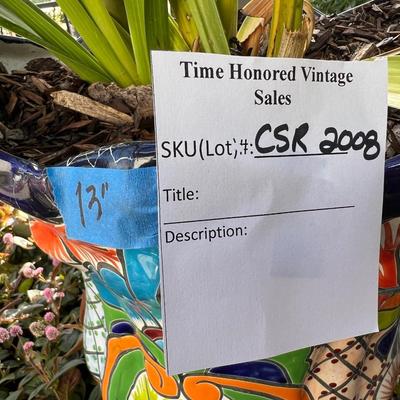 Time Honored Vintage
Sales
SKU(Lot)#: CSR 2008
13"
Title:
Description: